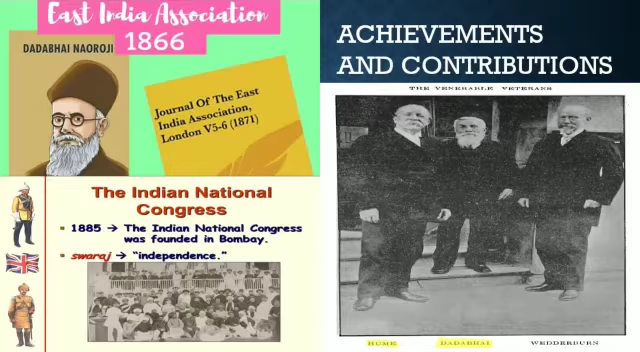 East India Association
1866
DADABHAI NAOROJI
Journal Of The East
India Association,
London V5-6 (1871)
The Indian National
Congress
1885 → The Indian National Congress
was founded in Bombay.
swaraj → “independence.”
ACHIEVEMENTS
AND CONTRIBUTIONS
THE VENERABLE VETERANS
HUME DADABHAI WEDDERBURN